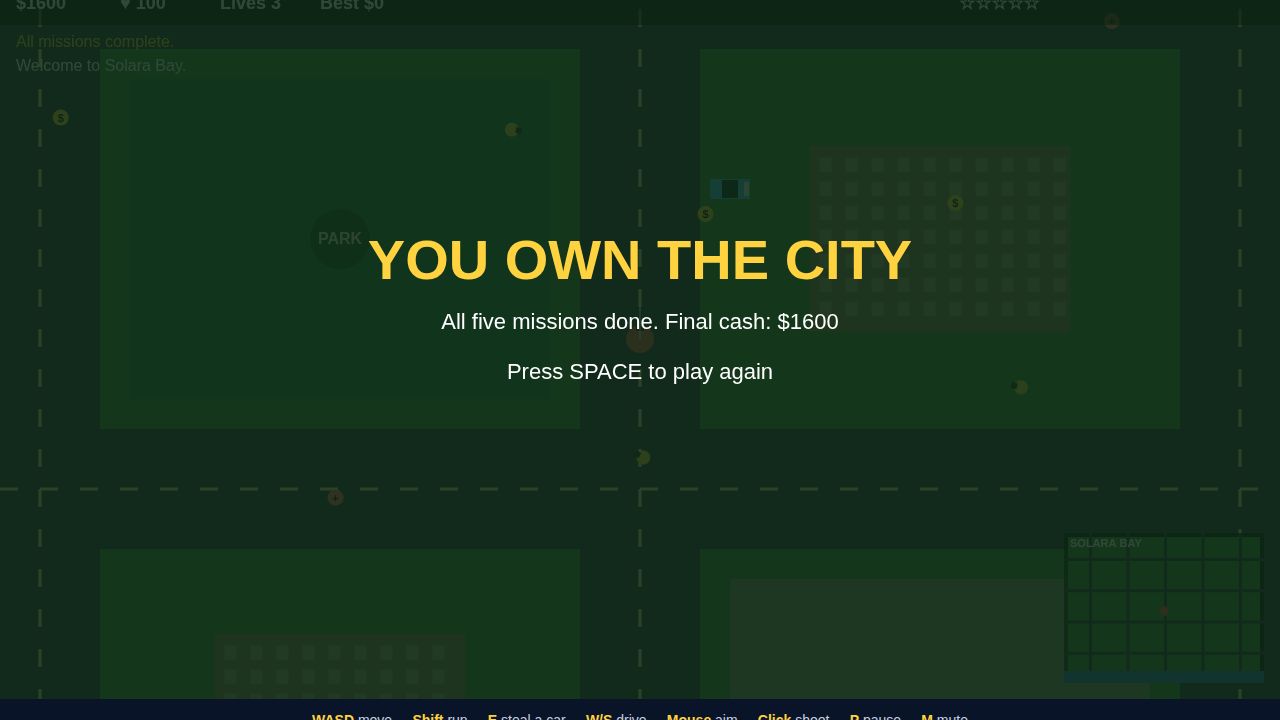 $1600 ♥ 100 Lives 3 Best $0 ☆☆☆☆☆
All missions complete.
Welcome to Solara Bay.
$
$
$
PARK
YOU OWN THE CITY
All five missions done. Final cash: $1600
Press SPACE to play again
+
SOLARA BAY
WASD move Shift run E steal a car W/S drive Mouse aim Click shoot P pause M mute